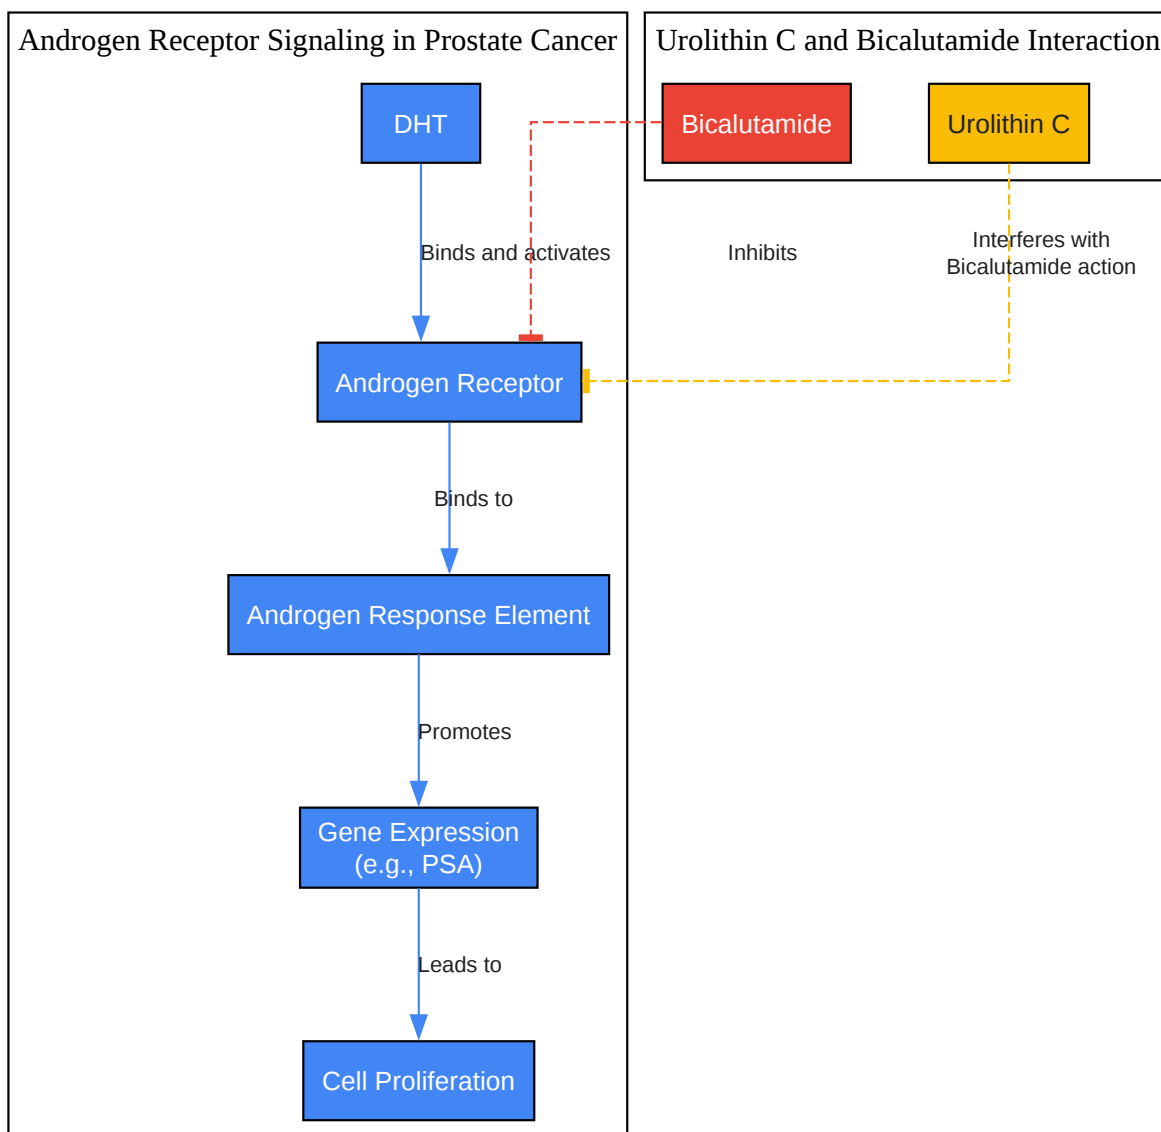 Androgen Receptor Signaling in Prostate Cancer
Urolithin C and Bicalutamide Interaction
DHT
Bicalutamide
Urolithin C
Binds and activates
Inhibits
Interferes with
Bicalutamide action
Androgen Receptor
Binds to
Androgen Response Element
Promotes
Gene Expression
(e.g., PSA)
Leads to
Cell Proliferation